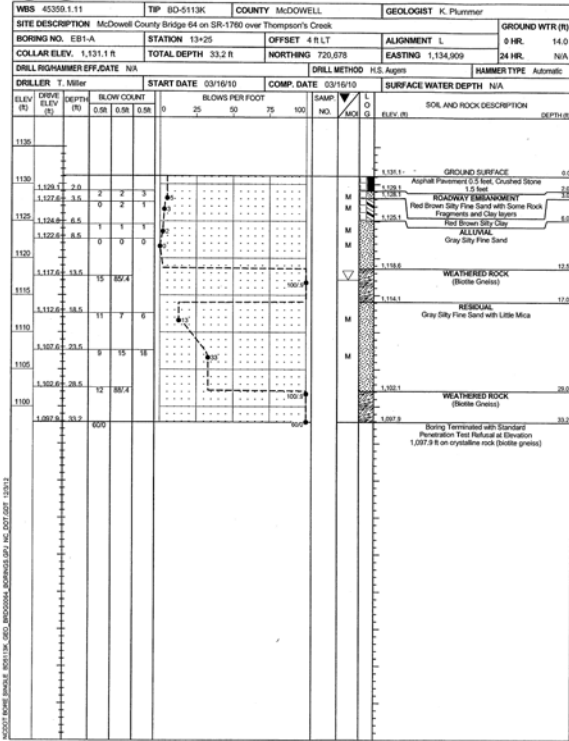 WBS 45359.1.11 TIP BD-5113K COUNTY McDOWELL GEOLOGIST K. Plummer
SITE DESCRIPTION McDowell County Bridge 64 on SR-1760 over Thompson's Creek GROUND WTR (ft)
BORING NO. EB1-A STATION 13+25 OFFSET 4 ft LT ALIGNMENT L 0 HR. 14.0
COLLAR ELEV. 1,131.1 ft TOTAL DEPTH 33.2 ft NORTHING 720,678 EASTING 1,134,909 24 HR. N/A
DRILL RIG/HAMMER EFF./DATE N/A DRILL METHOD H.S. Augers HAMMER TYPE Automatic
DRILLER T. Miller START DATE 03/16/10 COMP. DATE 03/16/10 SURFACE WATER DEPTH N/A
ELEV (ft) DRIVE ELEV (ft) DEPTH (ft) BLOW COUNT BLOWS PER FOOT SAMP. NO. MOI LOG SOIL AND ROCK DESCRIPTION
0.5ft 0.5ft 0.5ft 0 25 50 75 100 ELEV. (ft) DEPTH (ft)
1135
1,131.1 GROUND SURFACE 0.0
1130
Asphalt Pavement 0.5 feet, Crushed Stone
1,129.1 2.0 1,129.1 1.5 feet 2.0
2 2 3 5 M 1,128.1 ROADWAY EMBANKMENT 3.0
1,127.6 3.5 Red Brown Silty Fine Sand with Some Rock
0 2 1 3 M Fragments and Clay layers
1125 1,125.1 6.0
1,124.6 6.5 Red Brown Silty Clay
1 1 1 2 M ALLUVIAL
1,122.6 8.5 Gray Silty Fine Sand
0 0 0 0 M
1120
1,118.6 12.5
1,117.6 13.5 WEATHERED ROCK
15 85/.4 100/.9 (Biotite Gneiss)
1115
1,114.1 17.0
1,112.6 18.5 RESIDUAL
11 7 6 13 M Gray Silty Fine Sand with Little Mica
1110
1,107.6 23.5
9 15 18 33 M
1105
1,102.6 28.5 1,102.1 29.0
12 88/.4 100/.9 WEATHERED ROCK
1100 (Biotite Gneiss)
1,097.9 33.2 60/0 60/0 1,097.9 33.2
Boring Terminated with Standard
Penetration Test Refusal at Elevation
1,097.9 ft on crystalline rock (biotite gneiss)